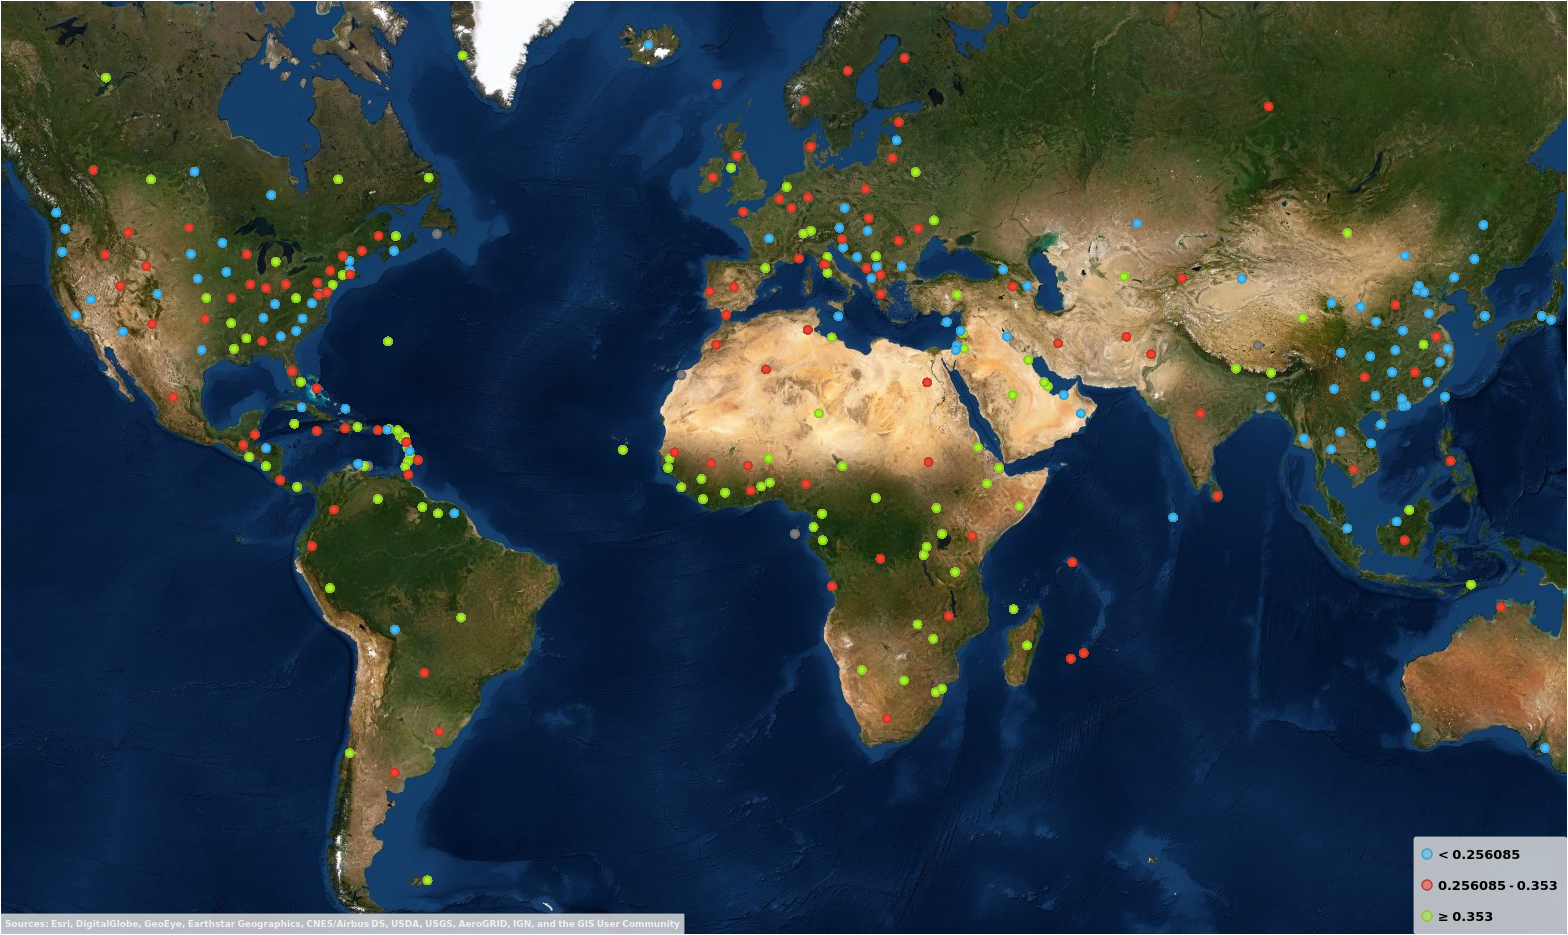 < 0.256085
0.256085 - 0.353
≥ 0.353
Sources: Esri, DigitalGlobe, GeoEye, Earthstar Geographics, CNES/Airbus DS, USDA, USGS, AeroGRID, IGN, and the GIS User Community